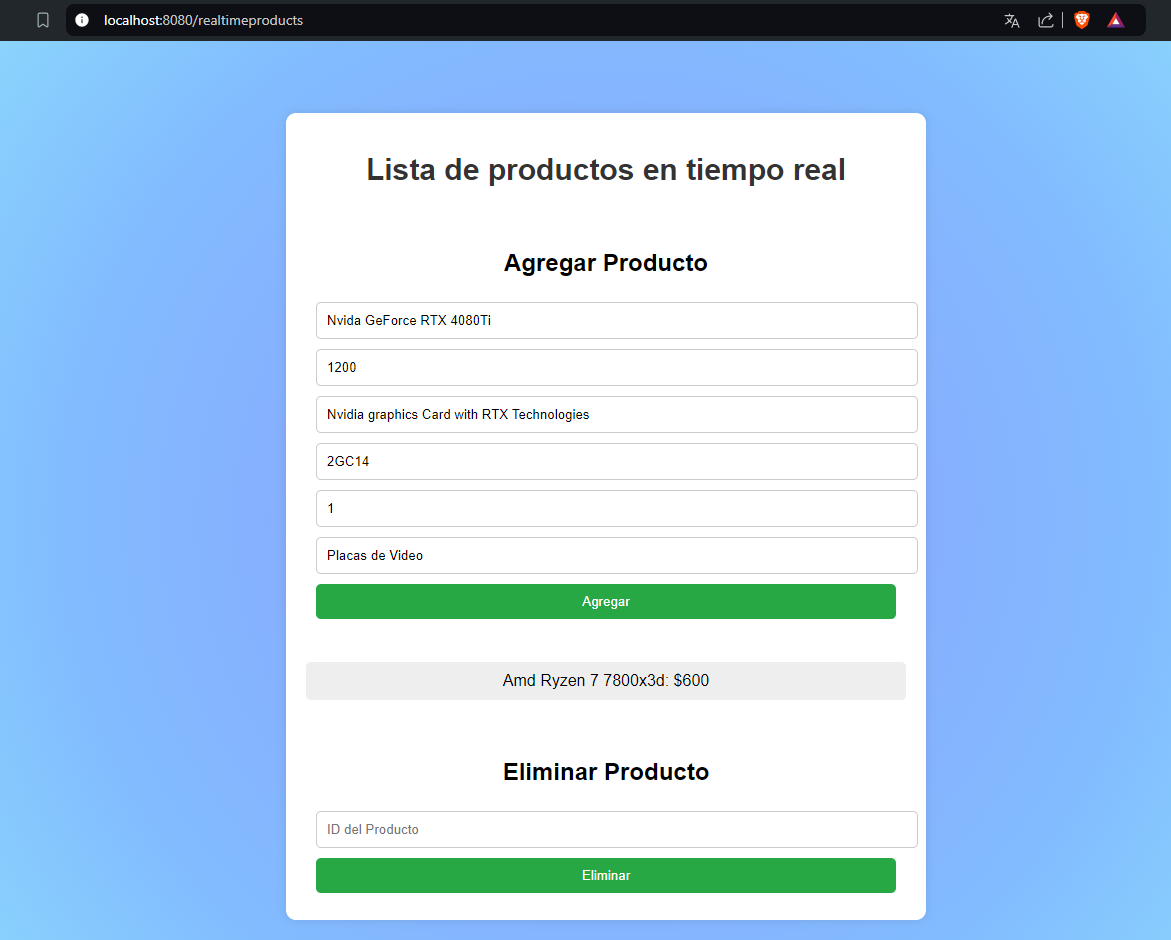 localhost:8080/realtimeproducts
Lista de productos en tiempo real
Agregar Producto
Nvida GeForce RTX 4080Ti
1200
Nvidia graphics Card with RTX Technologies
2GC14
1
Placas de Video
Agregar
Amd Ryzen 7 7800x3d: $600
Eliminar Producto
ID del Producto
Eliminar